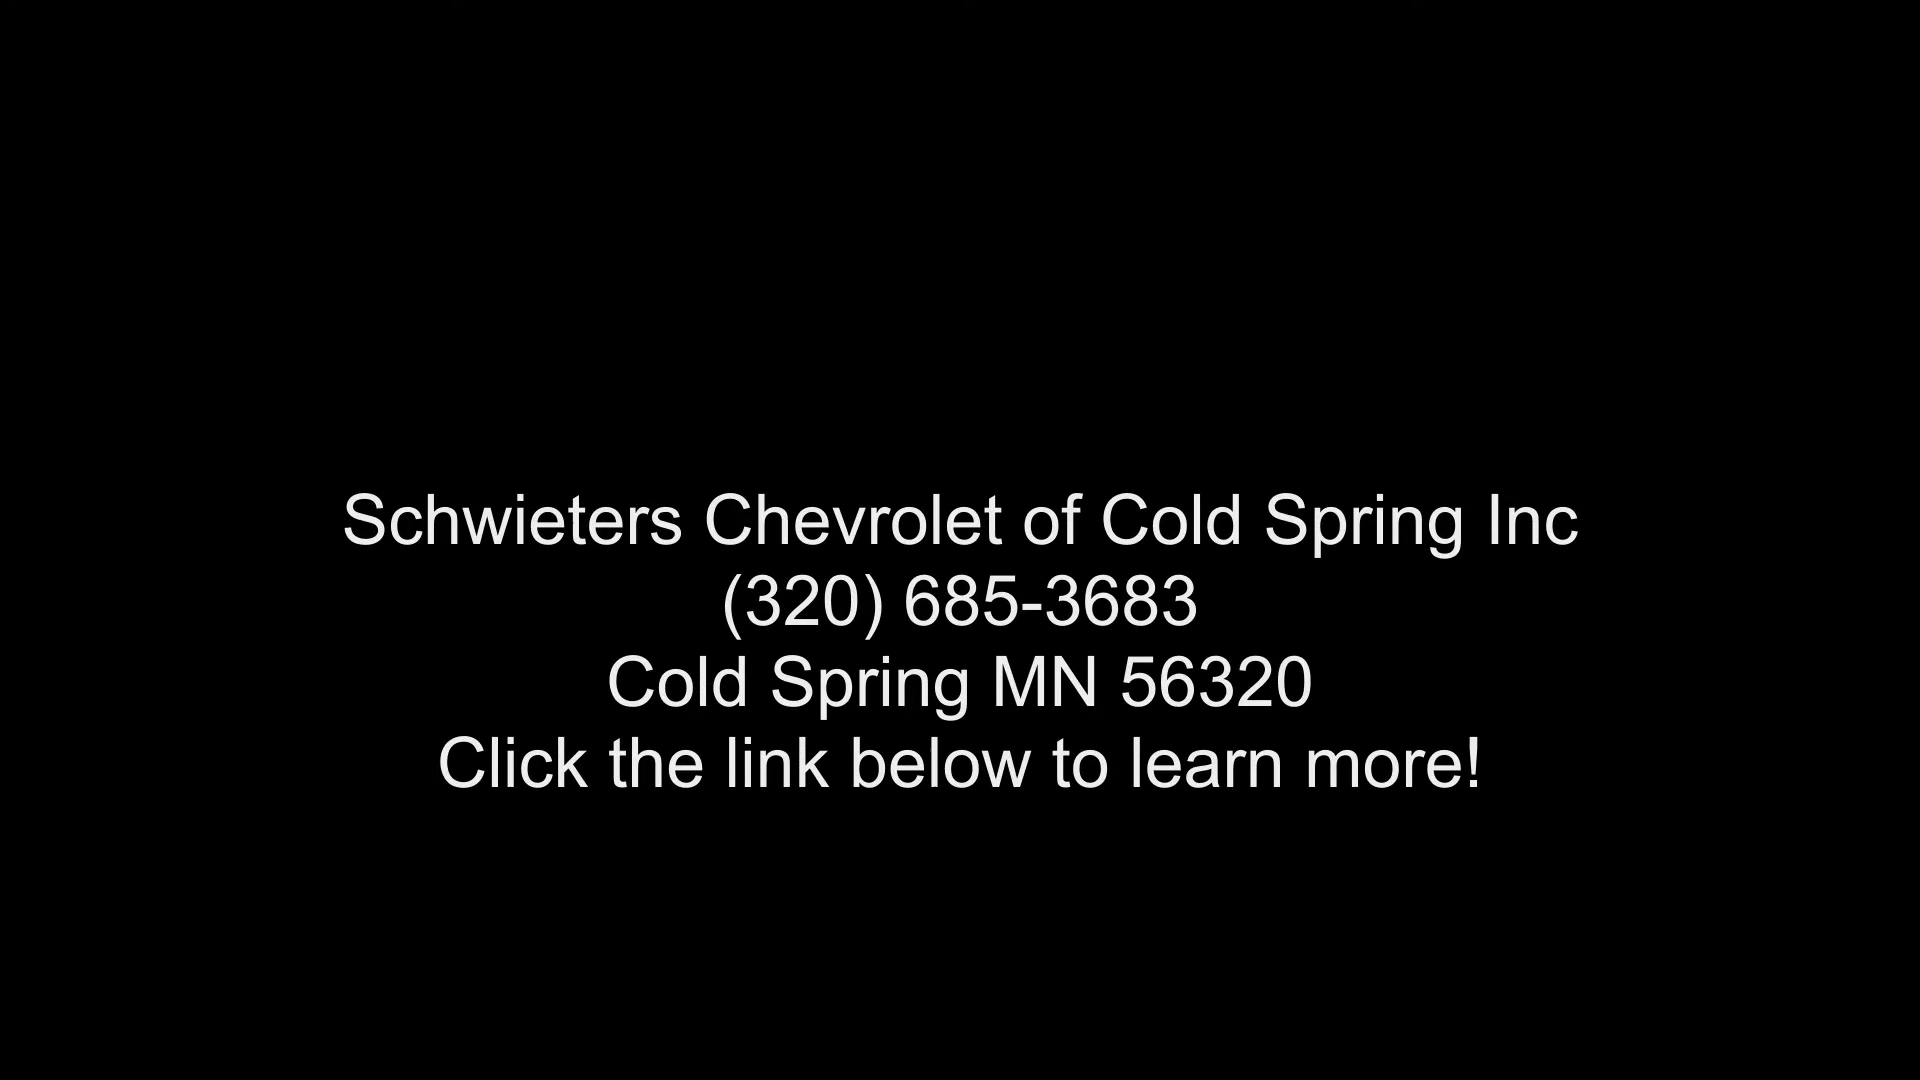 Schwieters Chevrolet of Cold Spring Inc
(320) 685-3683
Cold Spring MN 56320
Click the link below to learn more!